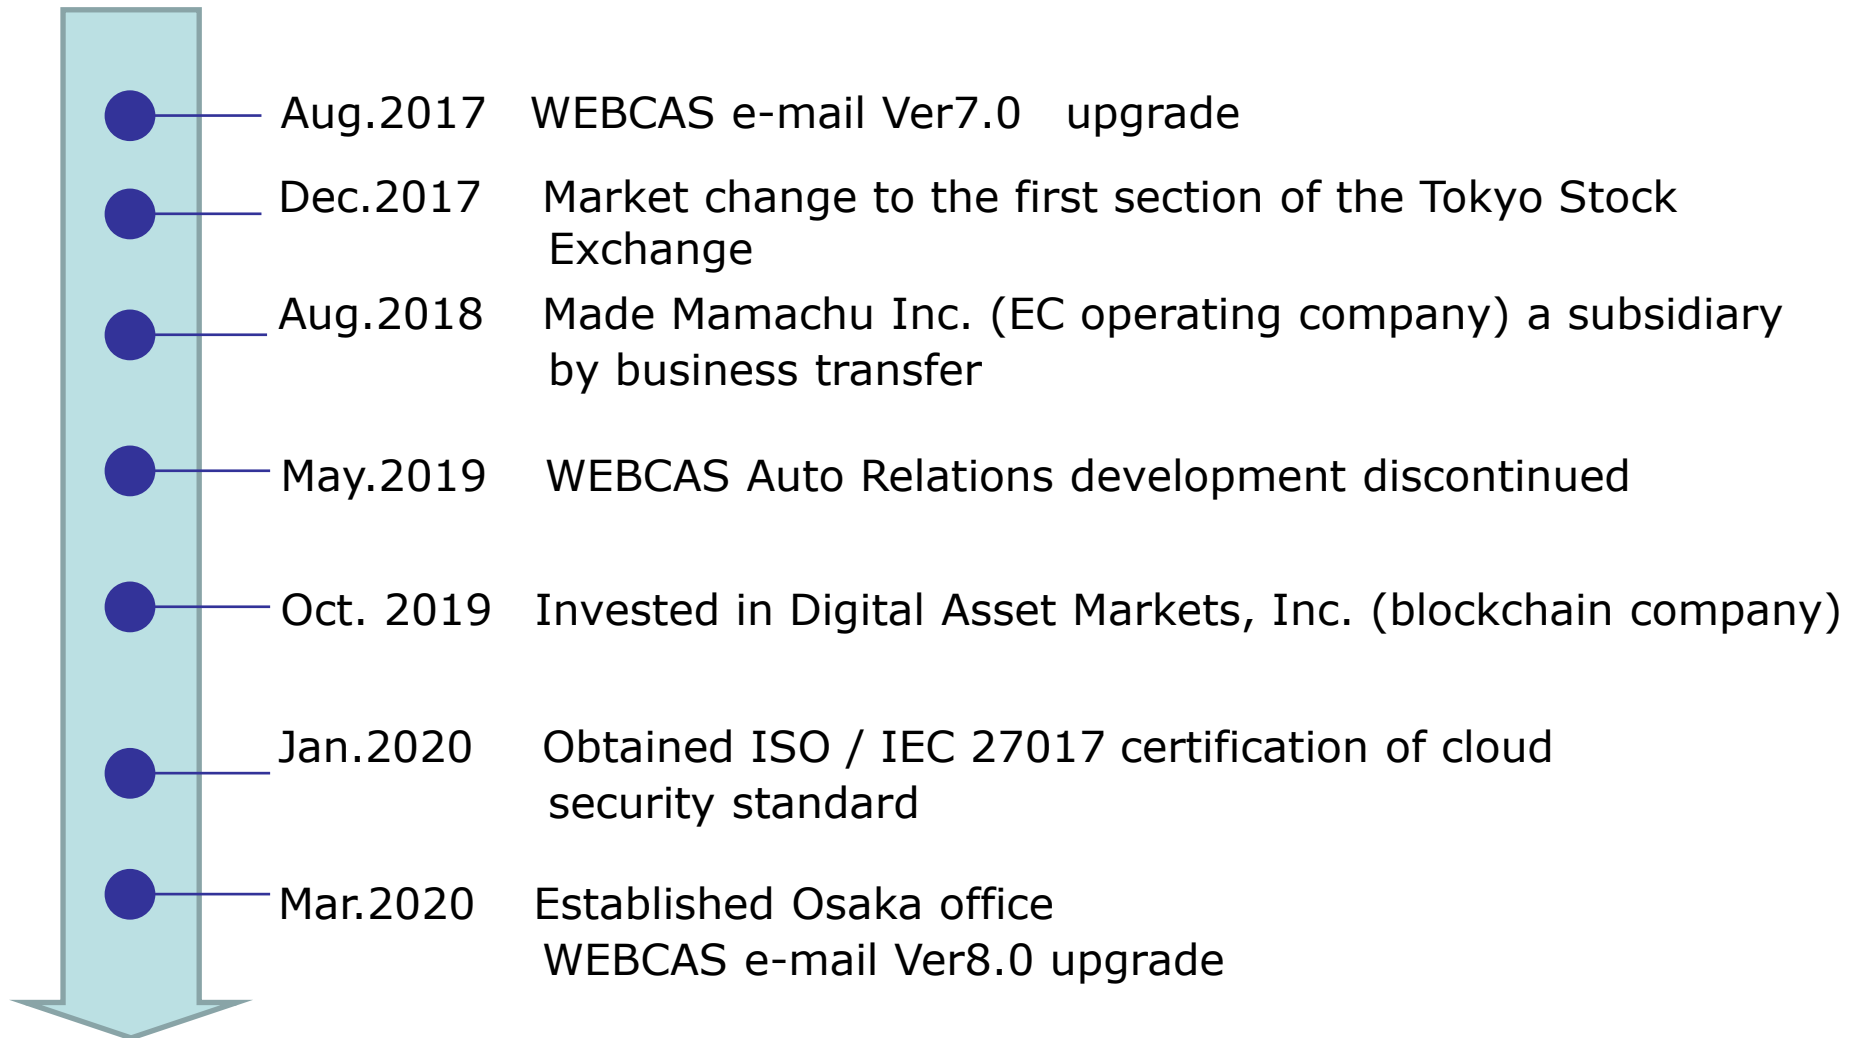 Aug.2017 WEBCAS e-mail Ver7.0 upgrade
Dec.2017 Market change to the first section of the Tokyo Stock
Exchange
Aug.2018 Made Mamachu Inc. (EC operating company) a subsidiary
by business transfer
May.2019 WEBCAS Auto Relations development discontinued
Oct. 2019 Invested in Digital Asset Markets, Inc. (blockchain company)
Jan.2020 Obtained ISO / IEC 27017 certification of cloud
security standard
Mar.2020 Established Osaka office
WEBCAS e-mail Ver8.0 upgrade